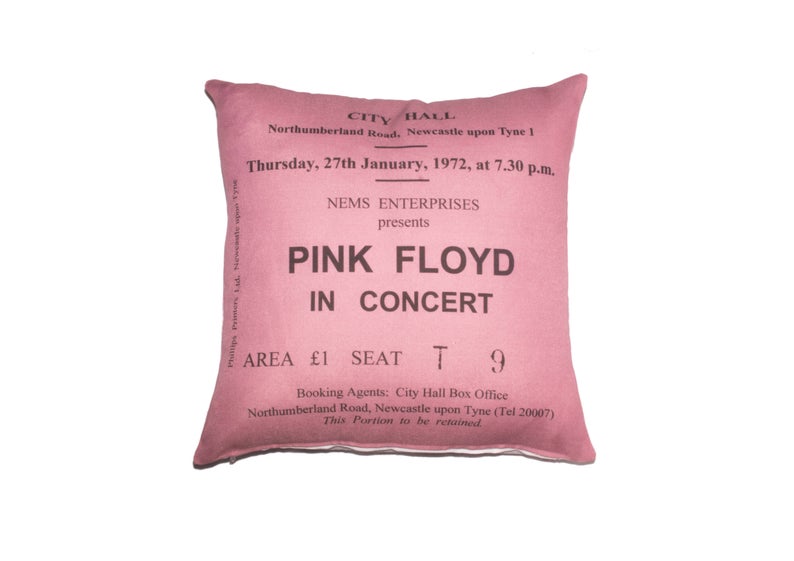 CITY HALL
Northumberland Road, Newcastle upon Tyne 1
Thursday, 27th January, 1972, at 7.30 p.m.
NEMS ENTERPRISES
presents
PINK FLOYD
IN CONCERT
AREA £1 SEAT T 9
Booking Agents: City Hall Box Office
Northumberland Road, Newcastle upon Tyne (Tel 20007)
This Portion to be retained.
Phillips Printers Ltd. Newcastle upon Tyne